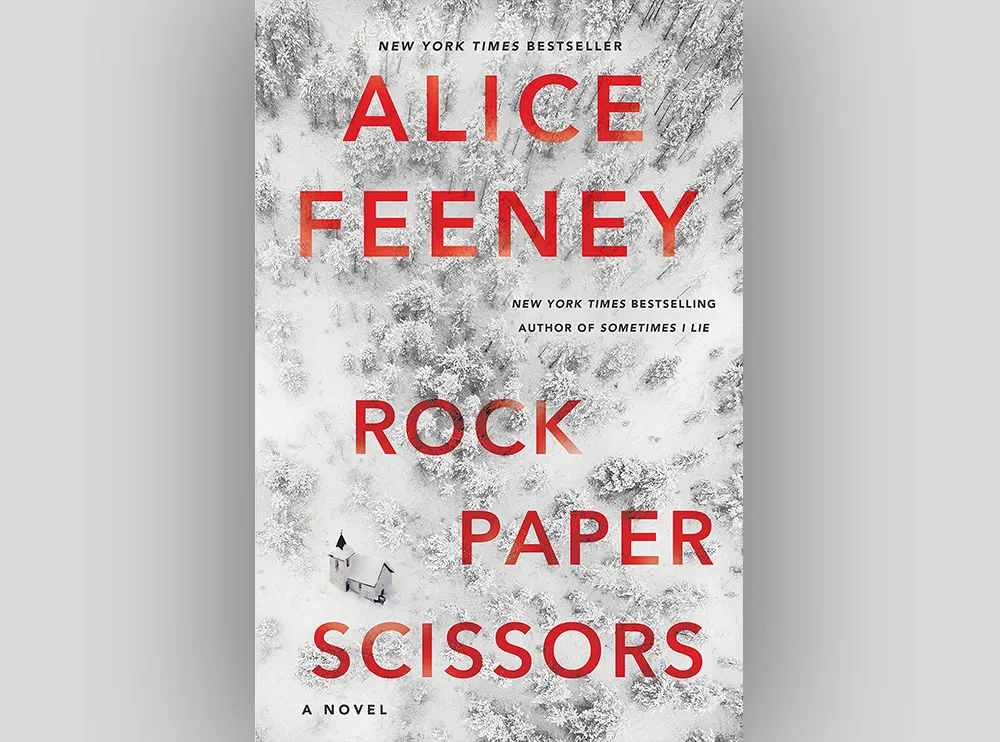 NEW YORK TIMES BESTSELLER
ALICE
FEENEY
NEW YORK TIMES BESTSELLING
AUTHOR OF SOMETIMES I LIE
ROCK
PAPER
SCISSORS
A NOVEL